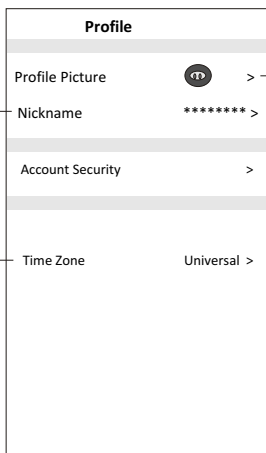 Profile
Profile Picture >
Nickname ******** >
Account Security >
Time Zone Universal >